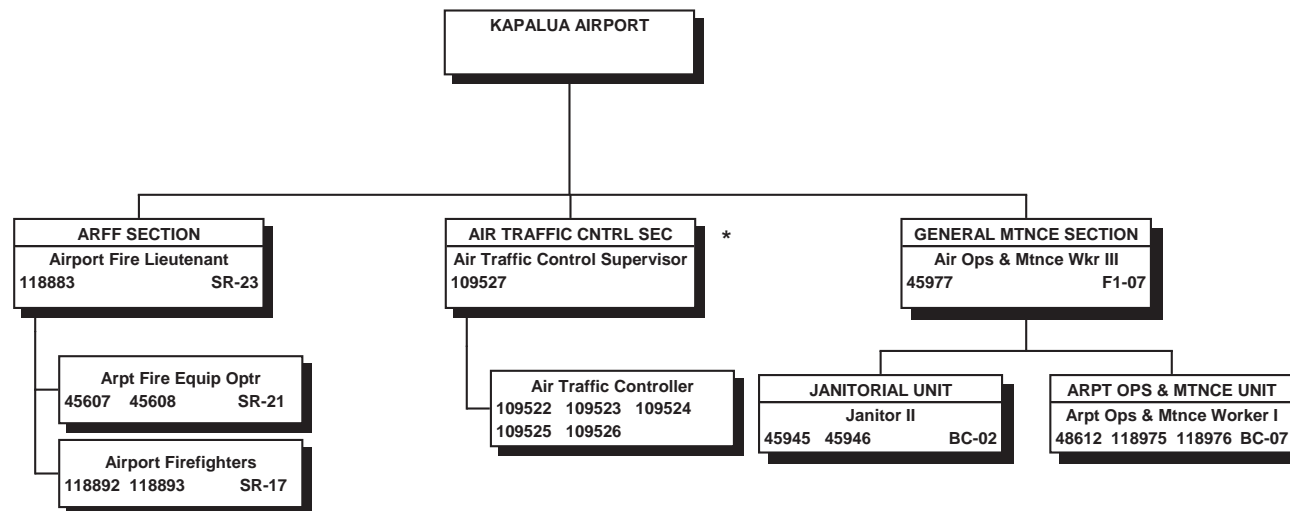 KAPALUA AIRPORT
ARFF SECTION
Airport Fire Lieutenant
118883 SR-23
Arpt Fire Equip Optr
45607 45608 SR-21
Airport Firefighters
118892 118893 SR-17
AIR TRAFFIC CNTRL SEC *
Air Traffic Control Supervisor
109527
Air Traffic Controller
109522 109523 109524
109525 109526
GENERAL MTNCE SECTION
Air Ops & Mtnce Wkr III
45977 F1-07
JANITORIAL UNIT
Janitor II
45945 45946 BC-02
ARPT OPS & MTNCE UNIT
Arpt Ops & Mtnce Worker I
48612 118975 118976 BC-07